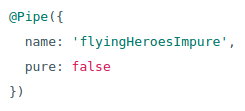 @Pipe({
  name: 'flyingHeroesImpure',
  pure: false
})